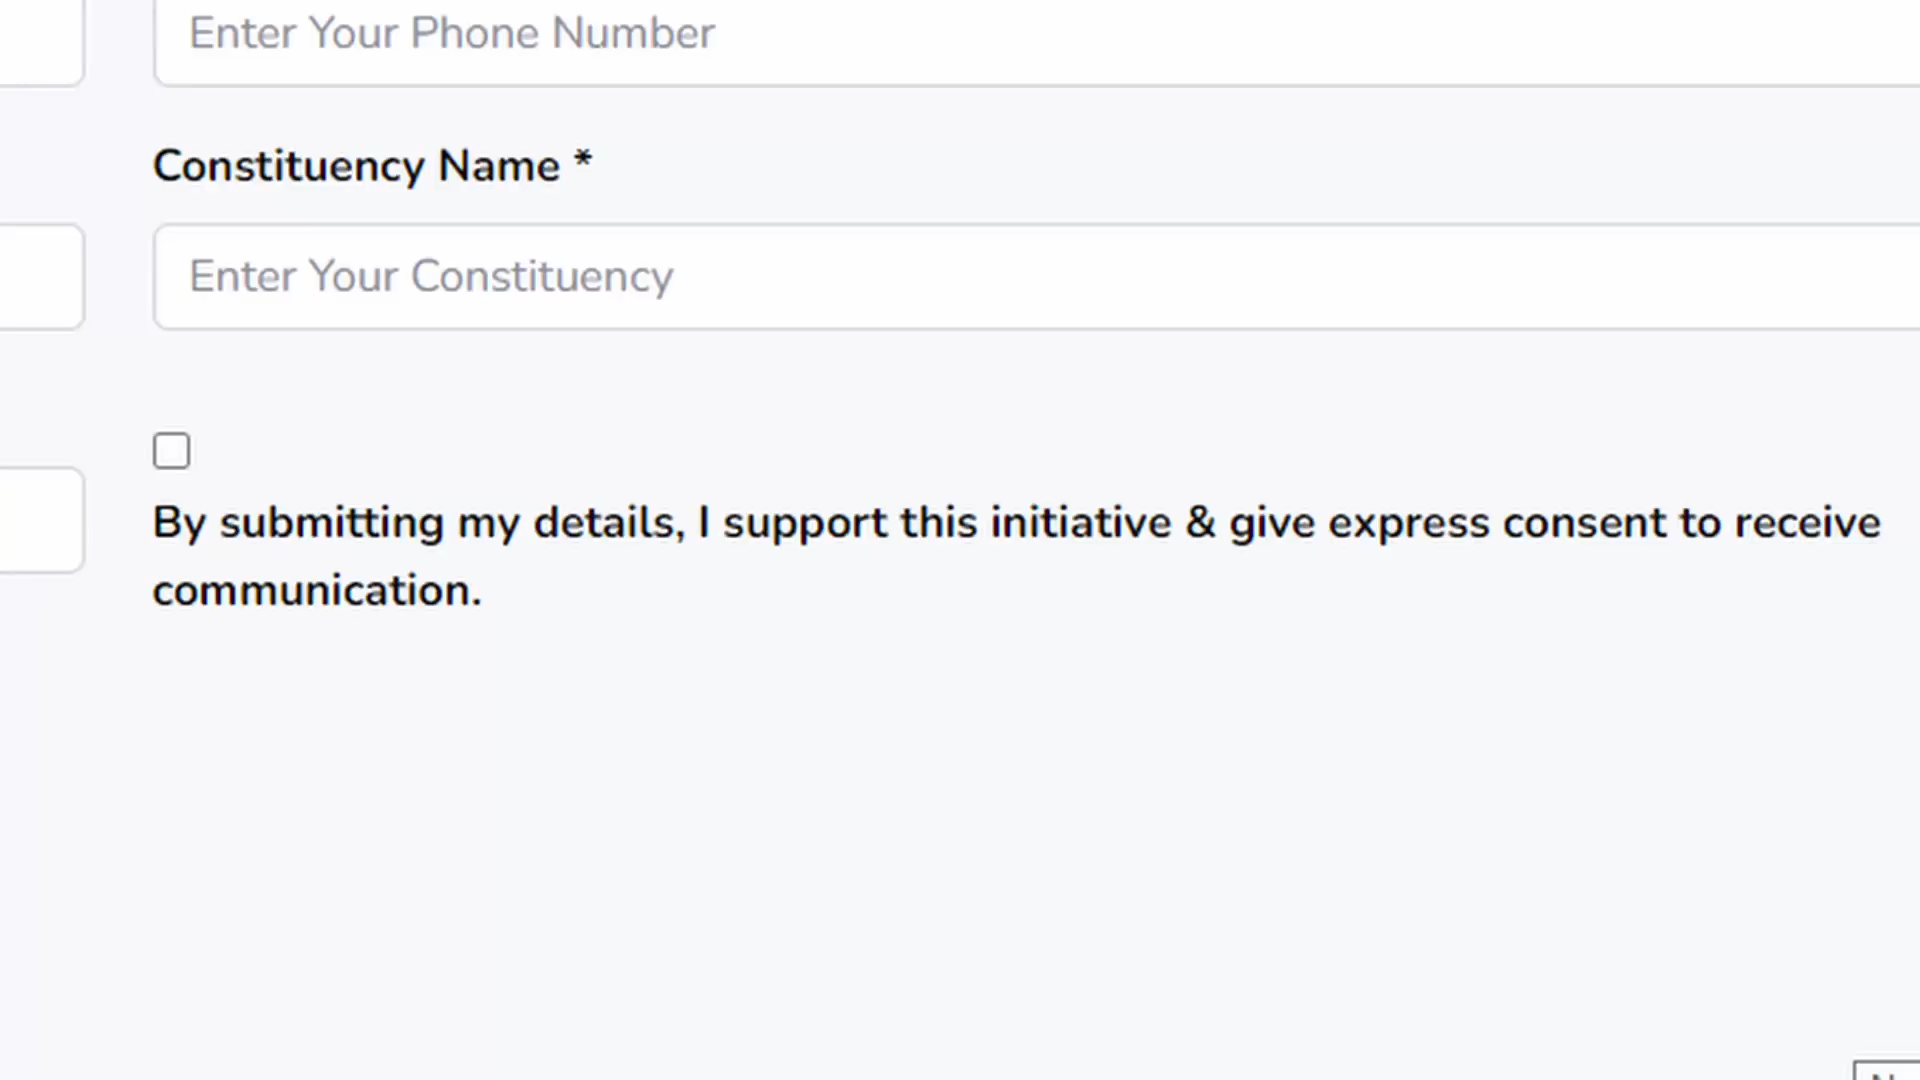 Enter Your Phone Number
Constituency Name *
Enter Your Constituency
By submitting my details, I support this initiative & give express consent to receive
communication.